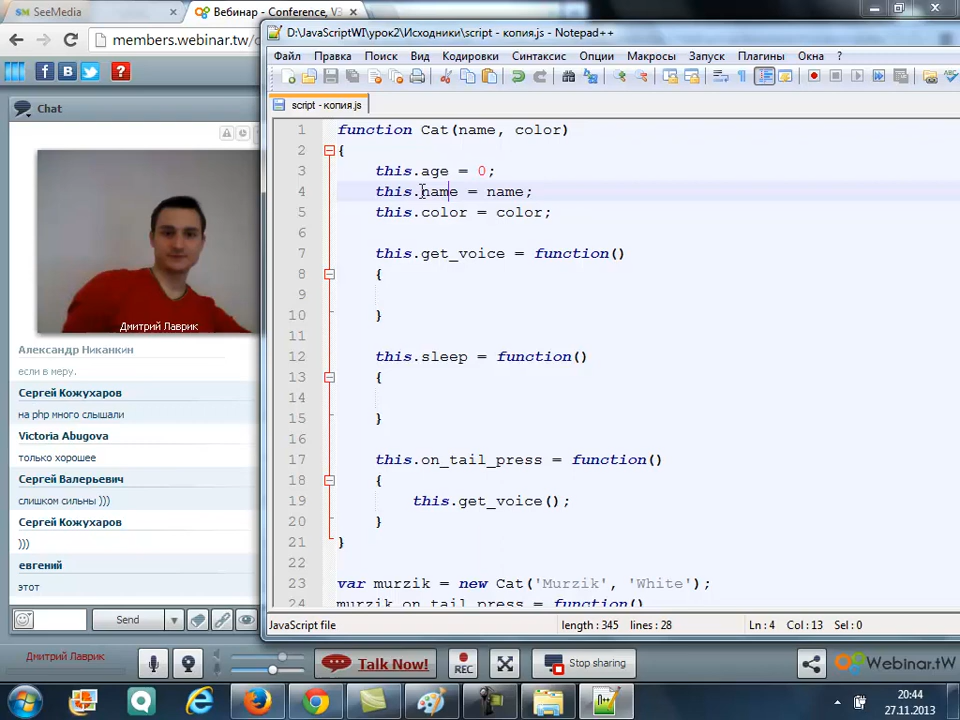 SeeMedia
Вебинар - Conference, V3
members.webinar.tw/c
Chat
Дмитрий Лаврик
Александр Никанкин
если в меру.
Сергей Кожухаров
на php много слышали
Victoria Abugova
только хорошее
Сергей Валерьевич
слишком сильны )))
Сергей Кожухаров
)))
евгений
этот
Send
Дмитрий Лаврик
D:\JavaScriptWI\урок2\Исходники\script - копия.js - Notepad++
Файл Правка Поиск Вид Кодировки Синтаксис Опции Макросы Запуск Плагины Окна ?
script - копия.js
1 function Cat(name, color)
2 {
3 this.age = 0;
4 this.name = name;
5 this.color = color;
6
7 this.get_voice = function()
8 {
9
10 }
11
12 this.sleep = function()
13 {
14
15 }
16
17 this.on_tail_press = function()
18 {
19 this.get_voice();
20 }
21 }
22
23 var murzik = new Cat('Murzik', 'White');
24 murzik.on_tail_press = function()
JavaScript file length : 345 lines : 28 Ln : 4 Col : 13 Sel : 0
Talk Now!
REC
Stop sharing
Webinar.tW
20:44
27.11.2013